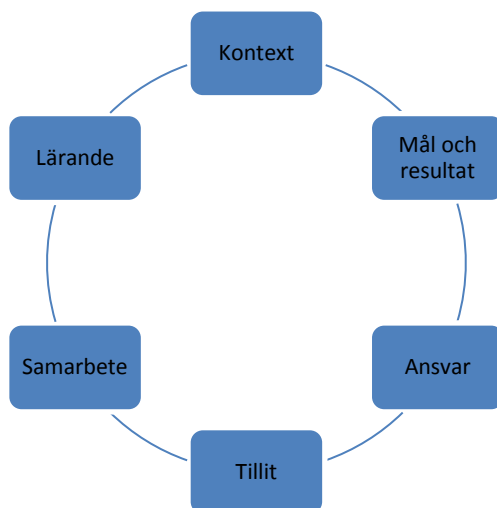 Kontext
Mål och
resultat
Ansvar
Tillit
Samarbete
Lärande